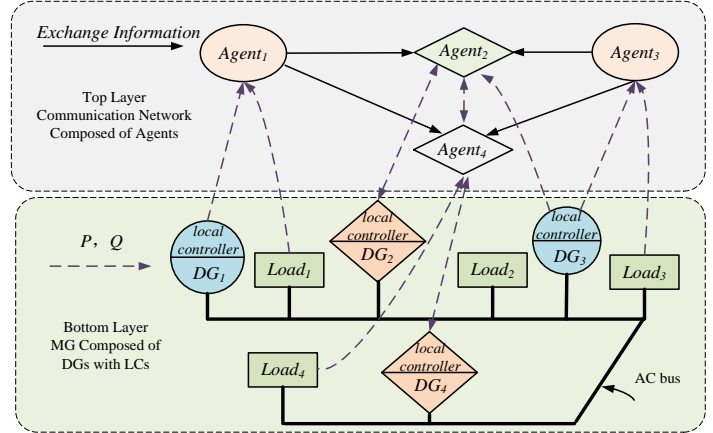 Exchange Information
Agent1
Agent2
Agent3
Top Layer
Communication Network
Composed of Agents
Agent4
P, Q
local
controller
DG1
Load1
local
controller
DG2
Load2
local
controller
DG3
Load3
Bottom Layer
MG Composed of
DGs with LCs
Load4
local
controller
DG4
AC bus